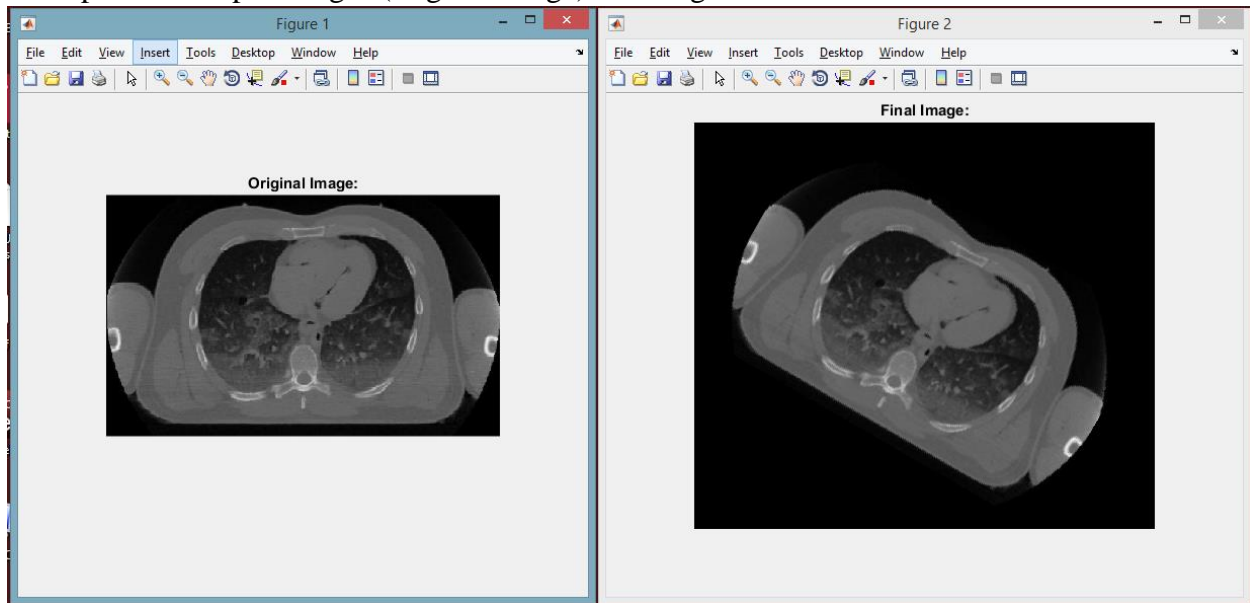 Figure 1
File Edit View Insert Tools Desktop Window Help
Original Image:
Figure 2
File Edit View Insert Tools Desktop Window Help
Final Image: